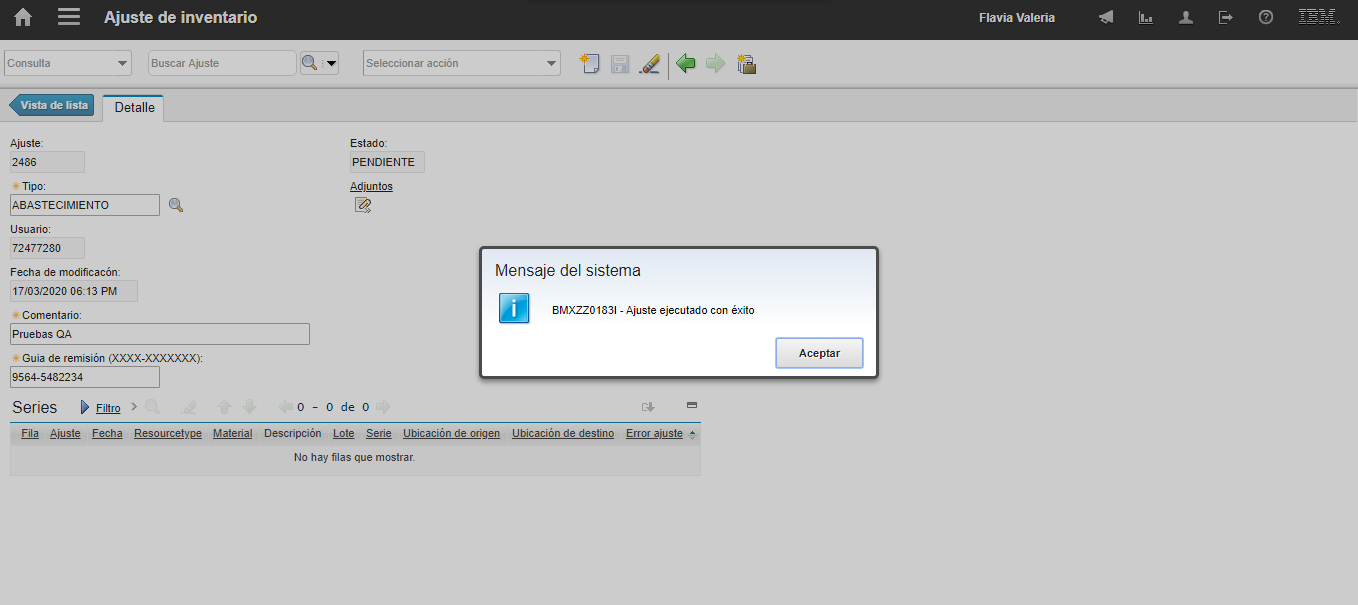 Ajuste de inventario
Flavia Valeria
IBM.
Consulta
Buscar Ajuste
Seleccionar acción
Vista de lista
Detalle
Ajuste:
2486
Estado:
PENDIENTE
Tipo:
ABASTECIMIENTO
Adjuntos
Usuario:
72477280
Fecha de modificacón:
17/03/2020 06:13 PM
Comentario:
Pruebas QA
Guia de remisión (XXXX-XXXXXXX):
9564-5482234
Mensaje del sistema
BMXZZ0183I - Ajuste ejecutado con éxito
Aceptar
Series Filtro 0 - 0 de 0
Fila Ajuste Fecha Resourcetype Material Descripción Lote Serie Ubicación de origen Ubicación de destino Error ajuste
No hay filas que mostrar.